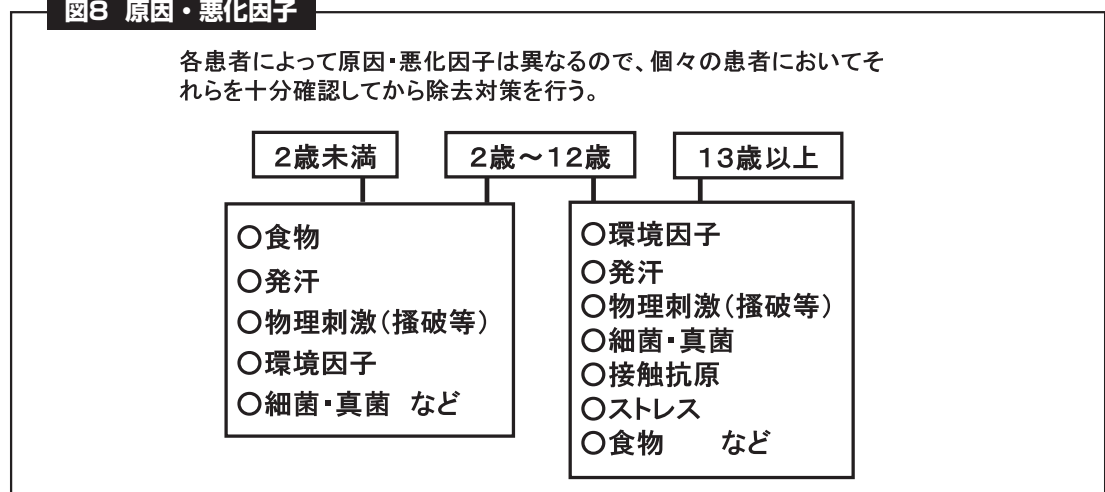 図8 原因・悪化因子
各患者によって原因・悪化因子は異なるので、個々の患者においてそ
れらを十分確認してから除去対策を行う。
2歳未満
2歳～12歳
13歳以上
○食物
○発汗
○物理刺激（掻破等）
○環境因子
○細菌・真菌 など
○環境因子
○発汗
○物理刺激（掻破等）
○細菌・真菌
○接触抗原
○ストレス
○食物 など